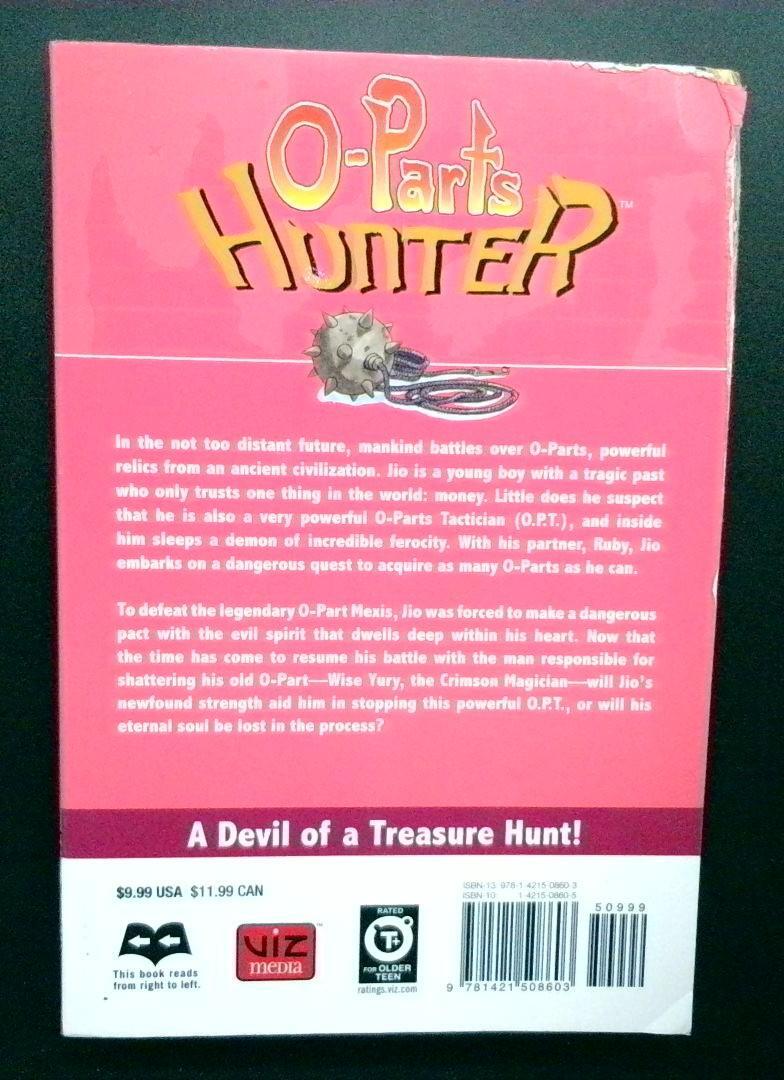 O-Parts
HUNTER™
In the not too distant future, mankind battles over O-Parts, powerful
relics from an ancient civilization. Jio is a young boy with a tragic past
who only trusts one thing in the world: money. Little does he suspect
that he is also a very powerful O-Parts Tactician (O.P.T.), and inside
him sleeps a demon of incredible ferocity. With his partner, Ruby, Jio
embarks on a dangerous quest to acquire as many O-Parts as he can.
To defeat the legendary O-Part Mexis, Jio was forced to make a dangerous
pact with the evil spirit that dwells deep within his heart. Now that
the time has come to resume his battle with the man responsible for
shattering his old O-Part—Wise Yury, the Crimson Magician—will Jio's
newfound strength aid him in stopping this powerful O.P.T., or will his
eternal soul be lost in the process?
A Devil of a Treasure Hunt!
$9.99 USA $11.99 CAN
This book reads
from right to left.
VIZ
media
RATED
T+
FOR OLDER
TEEN
ratings.viz.com
ISBN-13: 978-1-4215-0860-3
ISBN-10: 1-4215-0860-5
50999
9 781421 508603